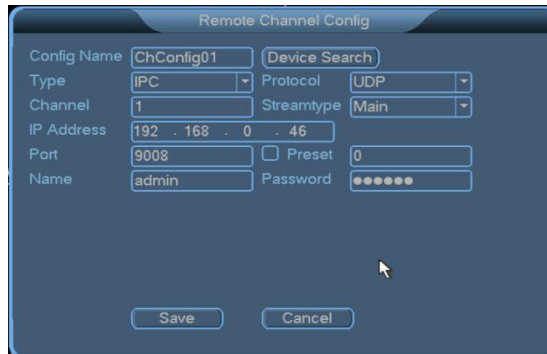 Remote Channel Config
Config Name ChConfig01 Device Search
Type IPC Protocol UDP
Channel 1 Streamtype Main
IP Address 192 . 168 . 0 . 46
Port 9008 Preset 0
Name admin Password ●●●●●●
Save Cancel